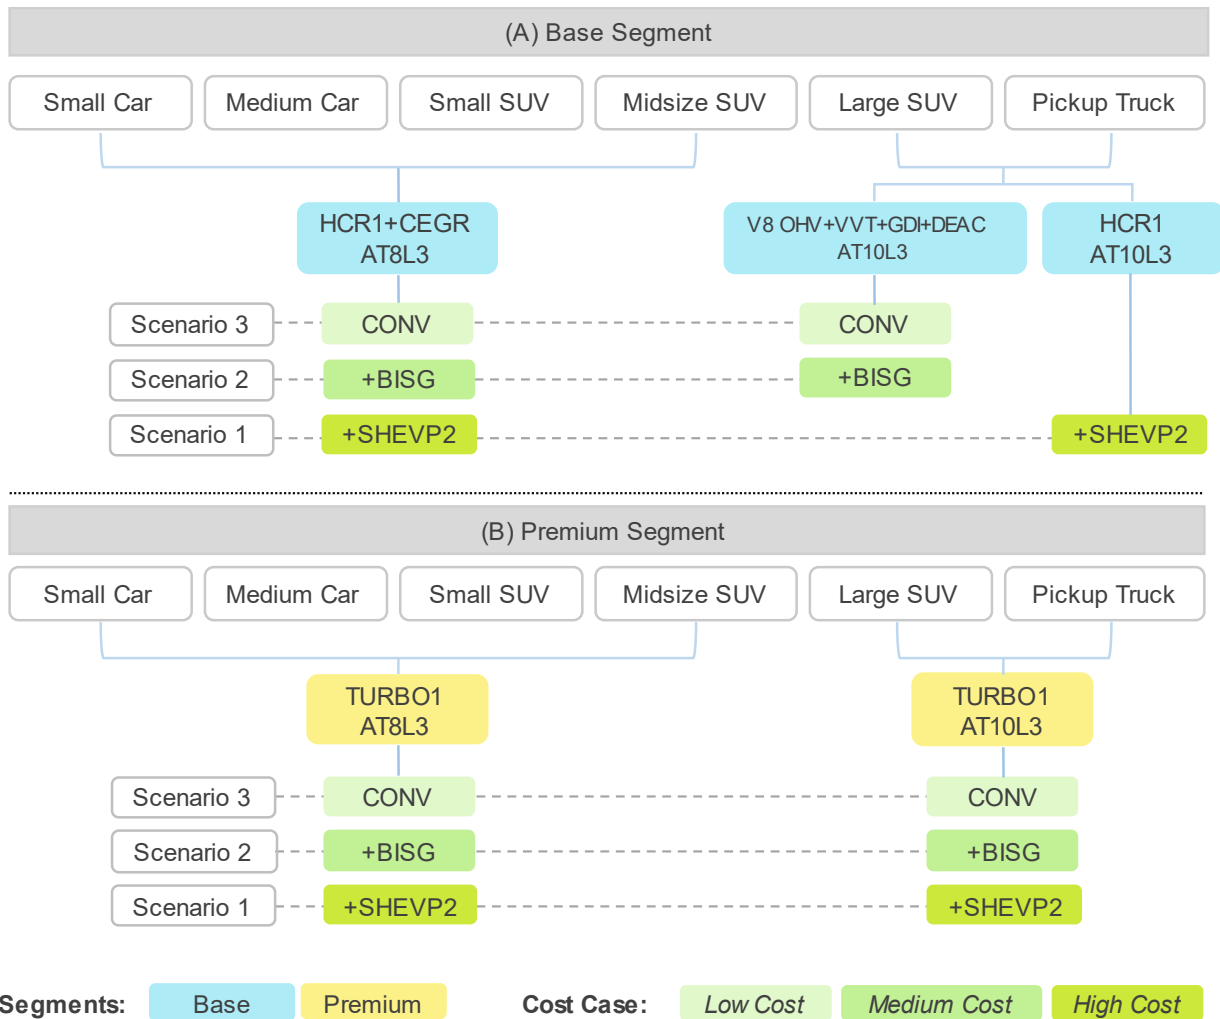 (A) Base Segment
Small Car
Medium Car
Small SUV
Midsize SUV
Large SUV
Pickup Truck
HCR1+CEGR
AT8L3
V8 OHV+VVT+GDI+DEAC
AT10L3
HCR1
AT10L3
Scenario 3
CONV
CONV
Scenario 2
+BISG
+BISG
Scenario 1
+SHEVP2
+SHEVP2
(B) Premium Segment
Small Car
Medium Car
Small SUV
Midsize SUV
Large SUV
Pickup Truck
TURBO1
AT8L3
TURBO1
AT10L3
Scenario 3
CONV
CONV
Scenario 2
+BISG
+BISG
Scenario 1
+SHEVP2
+SHEVP2
Segments:
Base
Premium
Cost Case:
Low Cost
Medium Cost
High Cost